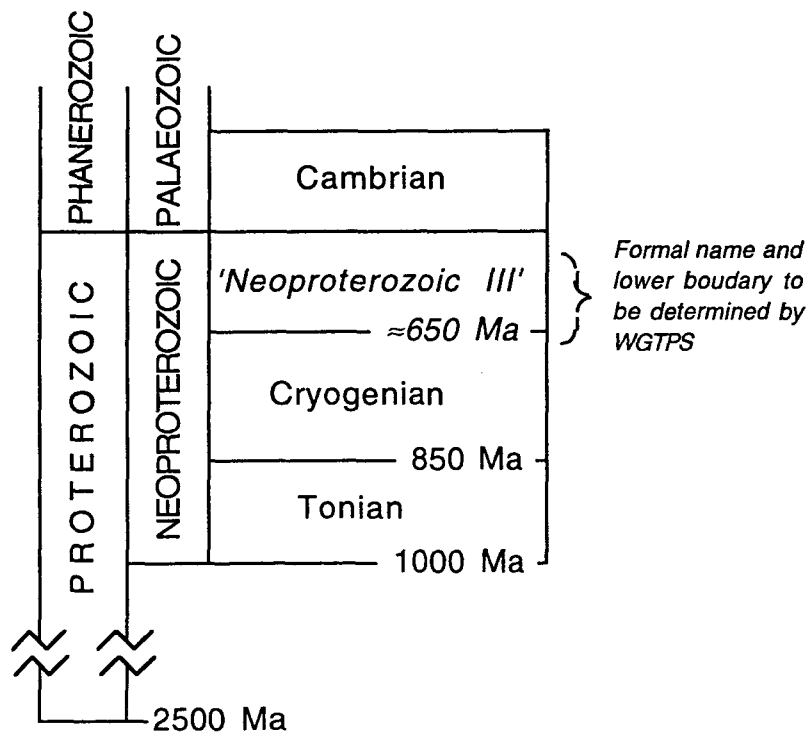 PHANEROZOIC
PALAEOZOIC
Cambrian
PROTEROZOIC
NEOPROTEROZOIC
'Neoproterozoic III'
≈650 Ma
Formal name and
lower boudary to
be determined by
WGTPS
Cryogenian
850 Ma
Tonian
1000 Ma
2500 Ma